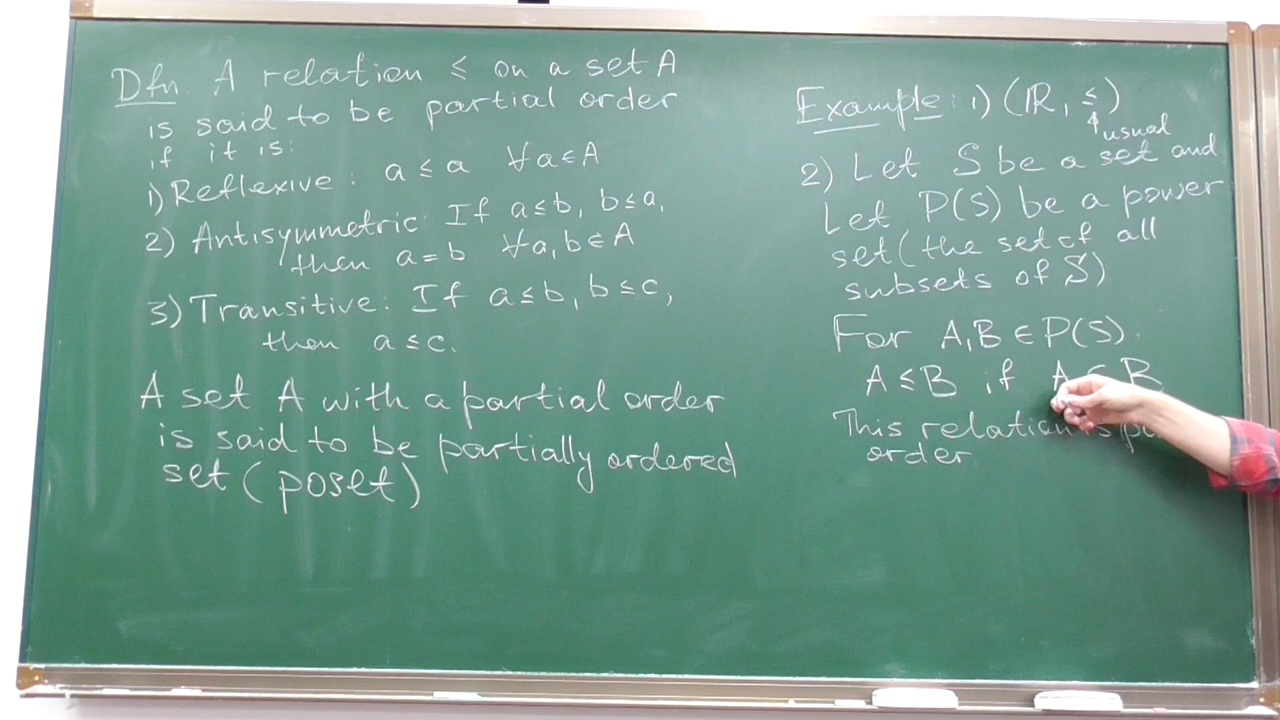 Dfn A relation ≤ on a set A
is said to be partial order
if it is:
1) Reflexive: a ≤ a ∀a∈A
2) Antisymmetric: If a≤b, b≤a,
then a=b ∀a,b∈A
3) Transitive: If a≤b, b≤c,
then a≤c.
A set A with a partial order
is said to be partially ordered
set (poset)
Example: 1) (ℝ, ≤)
↑usual
2) Let S be a set and
Let P(S) be a power
set (the set of all
subsets of S)
For A,B ∈ P(S).
A ≤ B if A ⊆ B
This relation is
order.